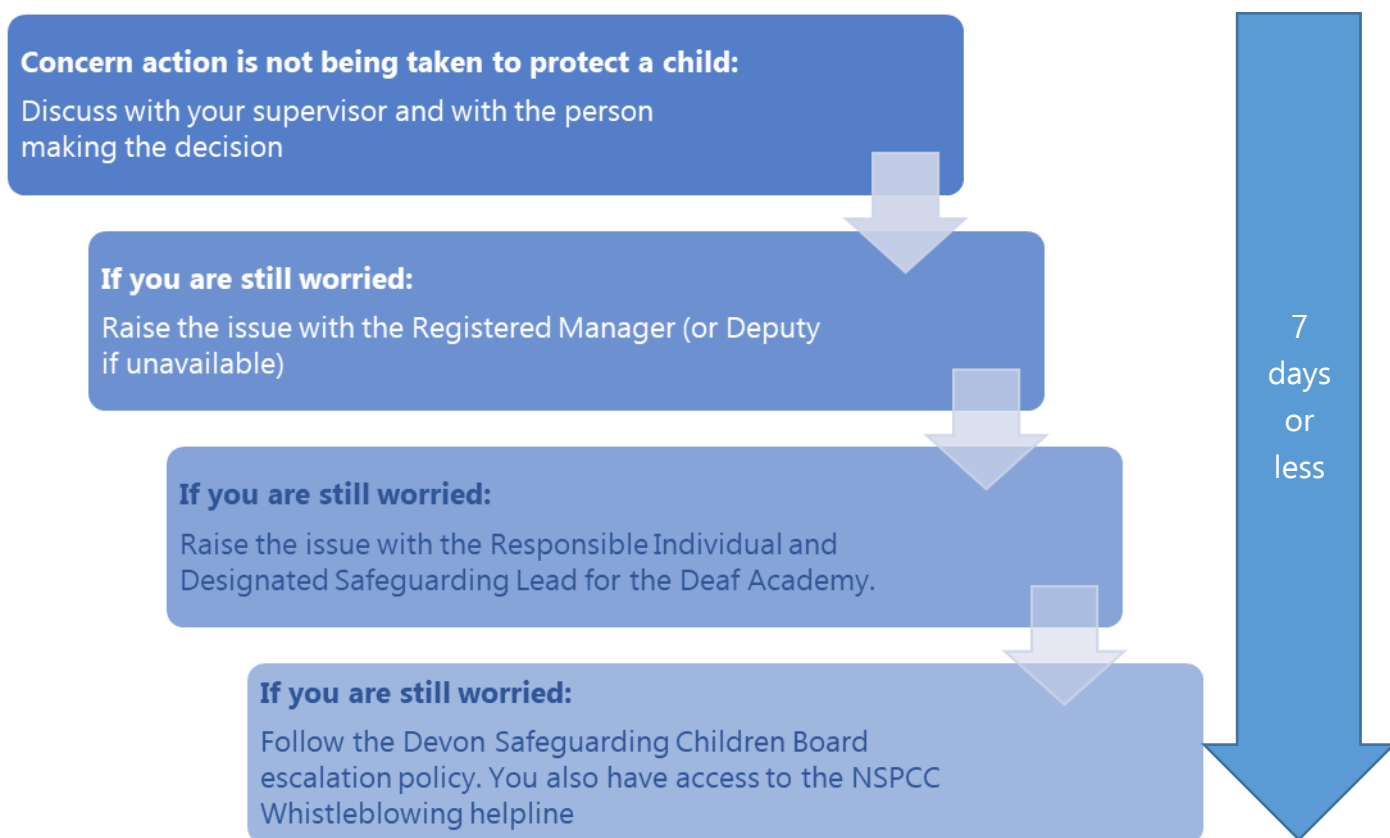 Concern action is not being taken to protect a child:
Discuss with your supervisor and with the person
making the decision
If you are still worried:
Raise the issue with the Registered Manager (or Deputy
if unavailable)
If you are still worried:
Raise the issue with the Responsible Individual and
Designated Safeguarding Lead for the Deaf Academy.
If you are still worried:
Follow the Devon Safeguarding Children Board
escalation policy. You also have access to the NSPCC
Whistleblowing helpline
7
days
or
less